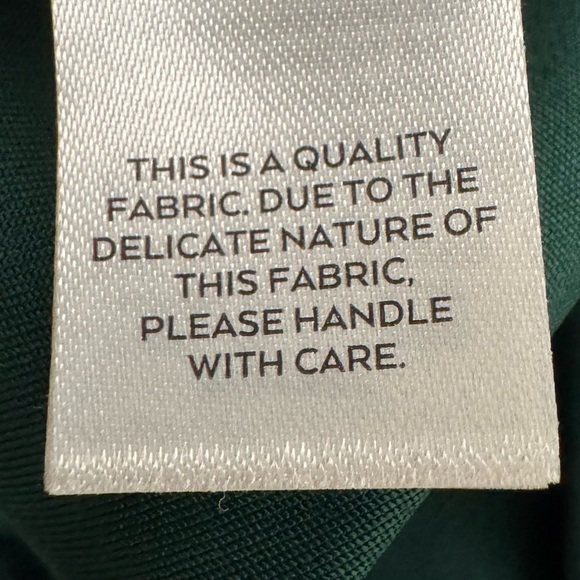 THIS IS A QUALITY
FABRIC. DUE TO THE
DELICATE NATURE OF
THIS FABRIC,
PLEASE HANDLE
WITH CARE.